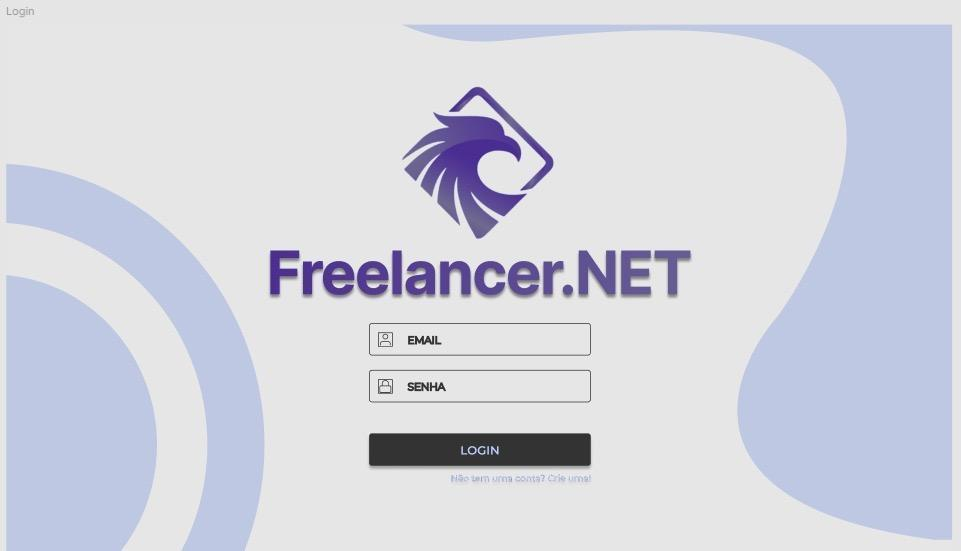 Login
Freelancer.NET
EMAIL
SENHA
LOGIN
Não tem uma conta? Crie uma!